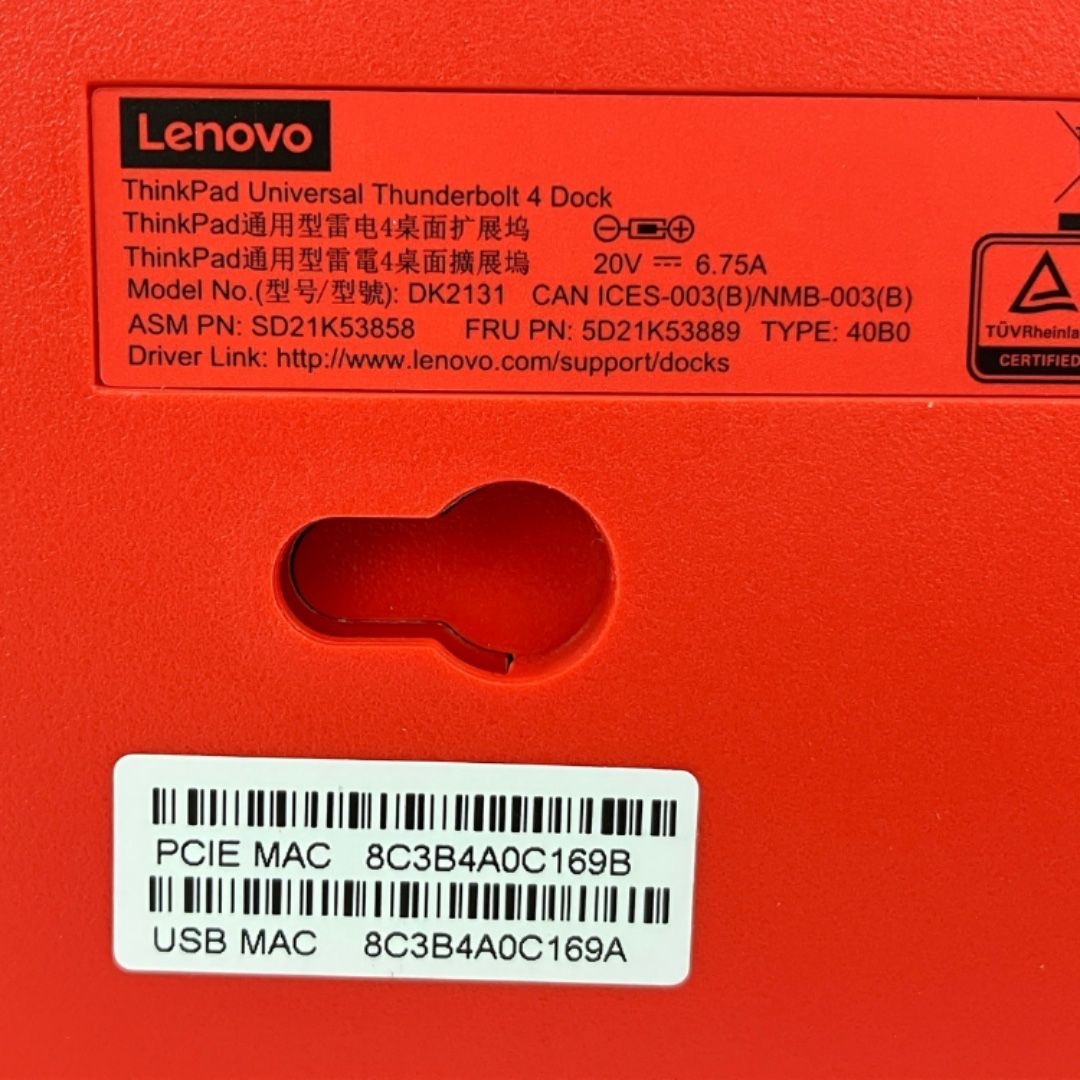 Lenovo
ThinkPad Universal Thunderbolt 4 Dock
ThinkPad通用型雷电4桌面扩展坞
ThinkPad通用型雷電4桌面擴展塢 20V ⎓ 6.75A
Model No.(型号/型號): DK2131 CAN ICES-003(B)/NMB-003(B)
ASM PN: SD21K53858 FRU PN: 5D21K53889 TYPE: 40B0
Driver Link: http://www.lenovo.com/support/docks
TÜVRheinla
CERTIFIED
PCIE MAC 8C3B4A0C169B
USB MAC 8C3B4A0C169A